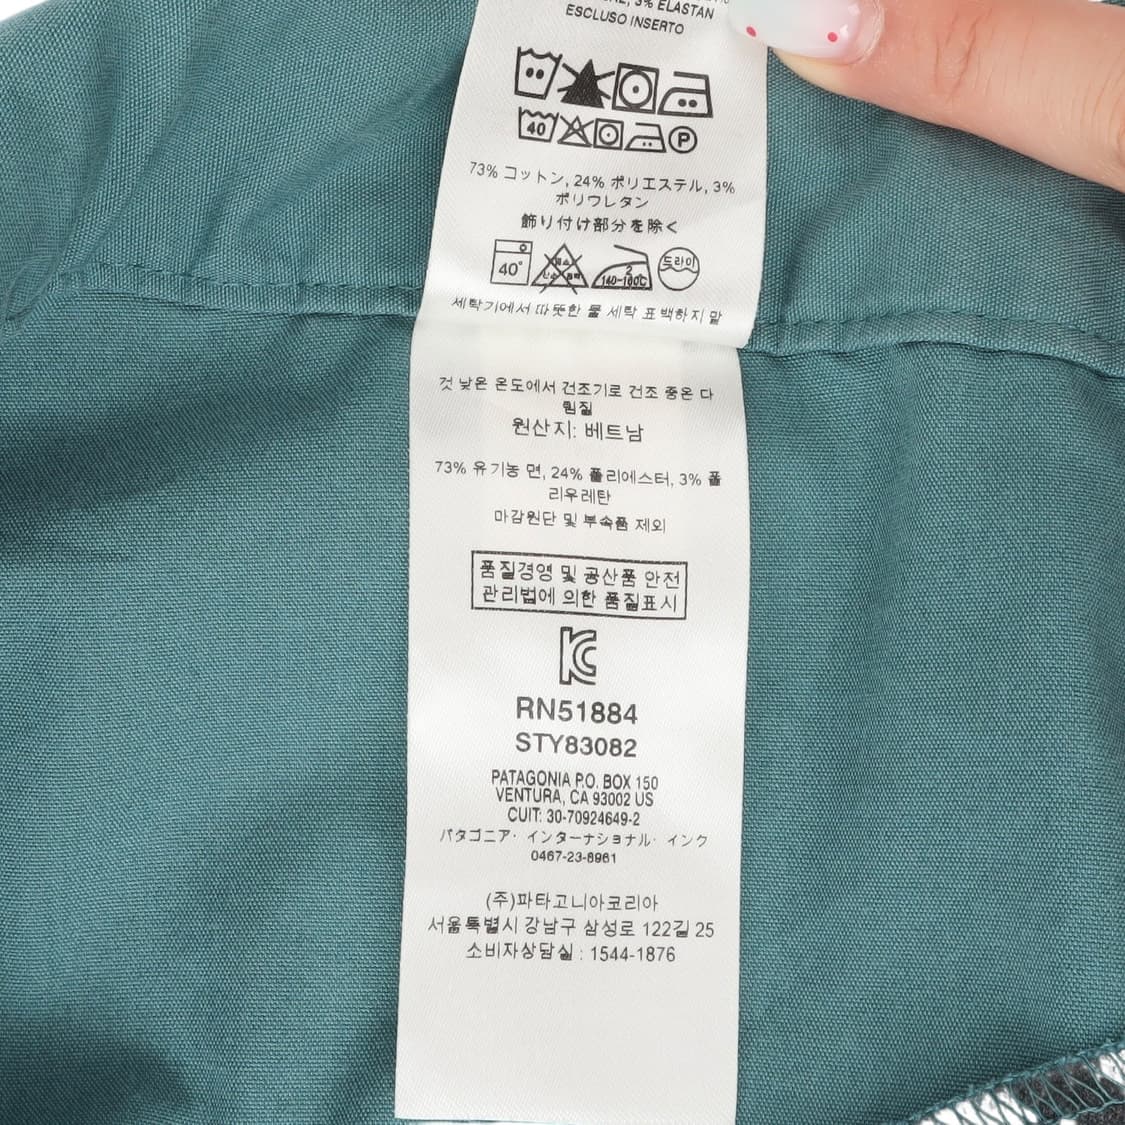 3% ELASTAN
ESCLUSO INSERTO
40
P
73% コットン, 24% ポリエステル, 3%
ポリウレタン
飾り付け部分を除く
40° 2 140-160C 드라이
세탁기에서 따뜻한 물 세탁 표백하지 말
것 낮은 온도에서 건조기로 건조 중온 다
림질
원산지: 베트남
73% 유기농 면, 24% 폴리에스터, 3% 폴
리우레탄
마감원단 및 부속품 제외
품질경영 및 공산품 안전
관리법에 의한 품질표시
KC
RN51884
STY83082
PATAGONIA P.O. BOX 150
VENTURA, CA 93002 US
CUIT: 30-70924649-2
パタゴニア・インターナショナル・インク
0467-23-8961
(주)파타고니아코리아
서울특별시 강남구 삼성로 122길 25
소비자상담실 : 1544-1876